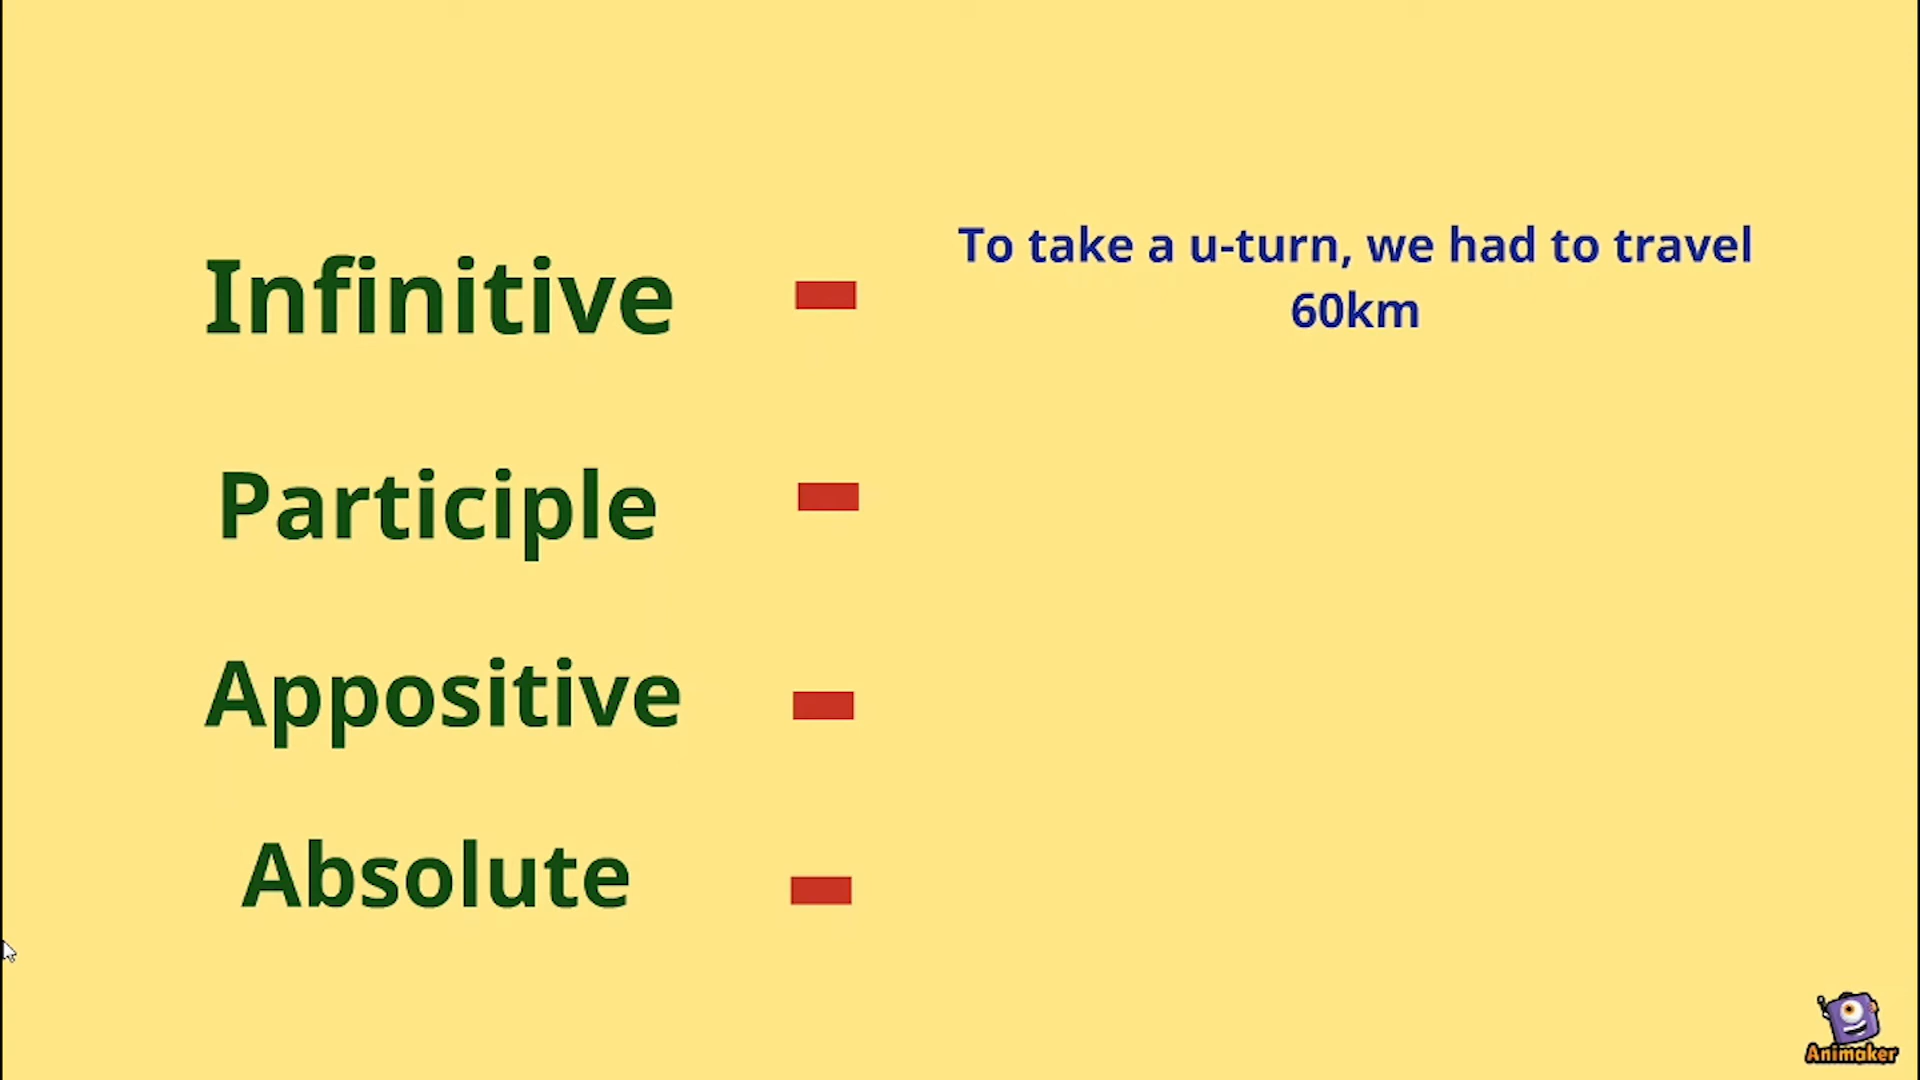 Infinitive
To take a u-turn, we had to travel
60km
Participle
Appositive
Absolute
Animaker